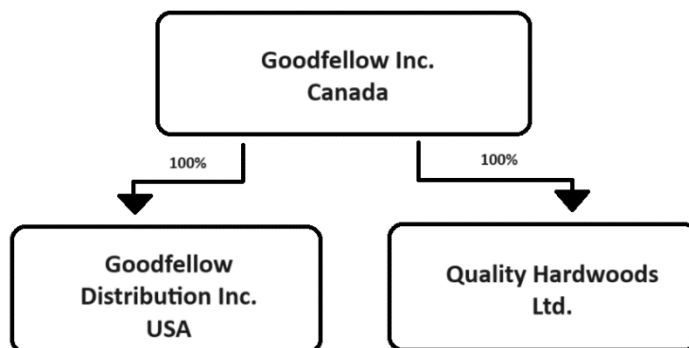 Goodfellow Inc.
Canada
100%
100%
Goodfellow
Distribution Inc.
USA
Quality Hardwoods
Ltd.